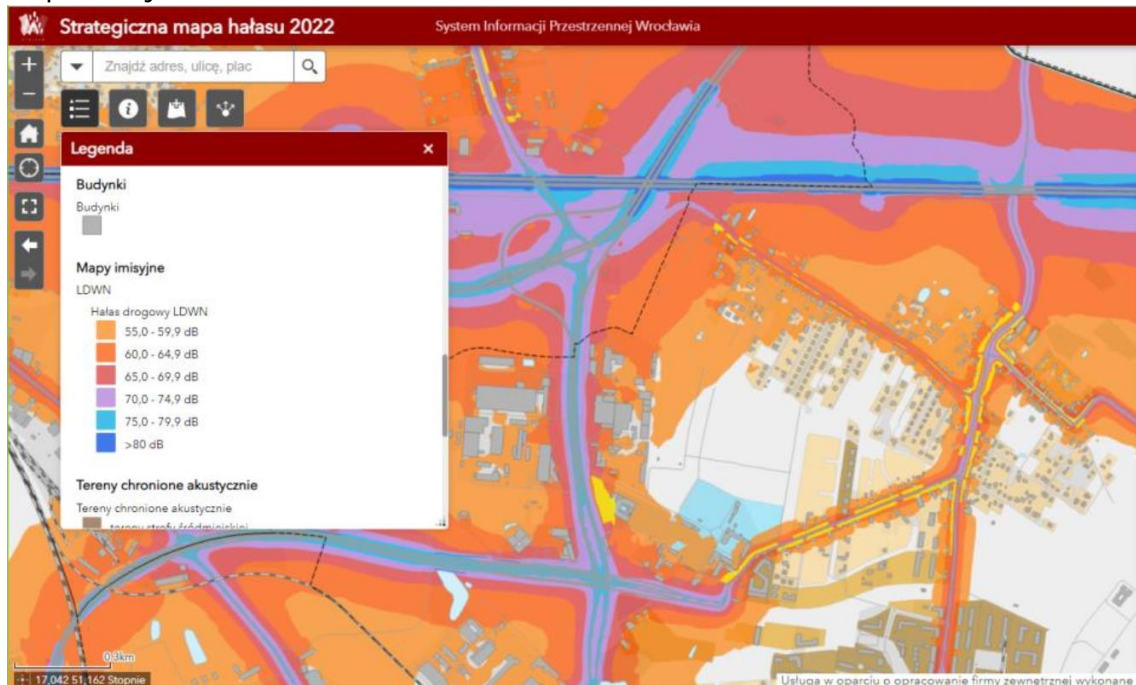 Strategiczna mapa hałasu 2022
System Informacji Przestrzennej Wrocławia
Znajdź adres, ulicę, plac
Legenda
Budynki
Budynki
Mapy imisyjne
LDWN
Hałas drogowy LDWN
55,0 - 59,9 dB
60,0 - 64,9 dB
65,0 - 69,9 dB
70,0 - 74,9 dB
75,0 - 79,9 dB
>80 dB
Tereny chronione akustycznie
Tereny chronione akustycznie
tereny strefy śródmiejskiej
0,3km
17,042 51,162 Stopnie
Usługa w oparciu o opracowanie firmy zewnętrznej wykonane